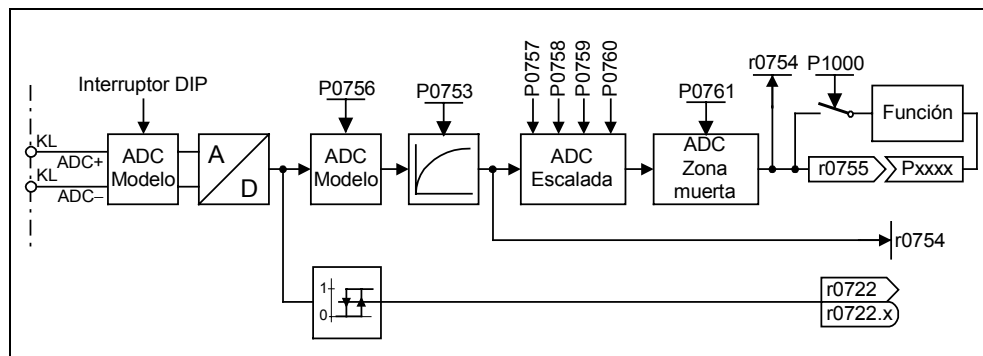 Interruptor DIP
KL
ADC+
KL
ADC−
ADC
Modelo
A
D
P0756
ADC
Modelo
P0753
P0757
P0758
P0759
P0760
ADC
Escalada
P0761
ADC
Zona
muerta
r0754
P1000
Función
r0755
Pxxxx
r0754
1
0
r0722
r0722.x